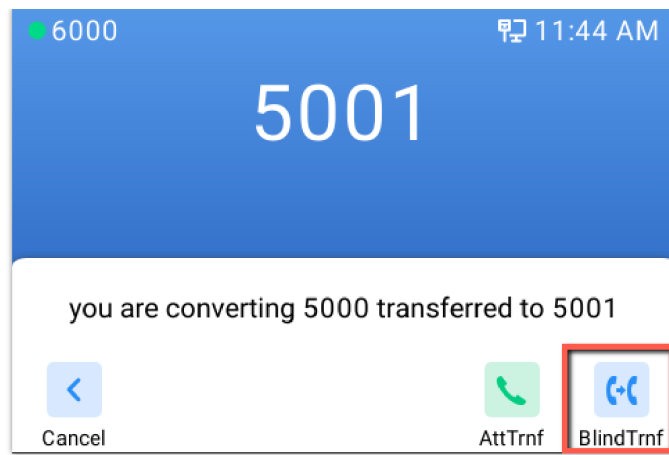 6000 11:44 AM
5001
you are converting 5000 transferred to 5001
Cancel AttTrnf BlindTrnf